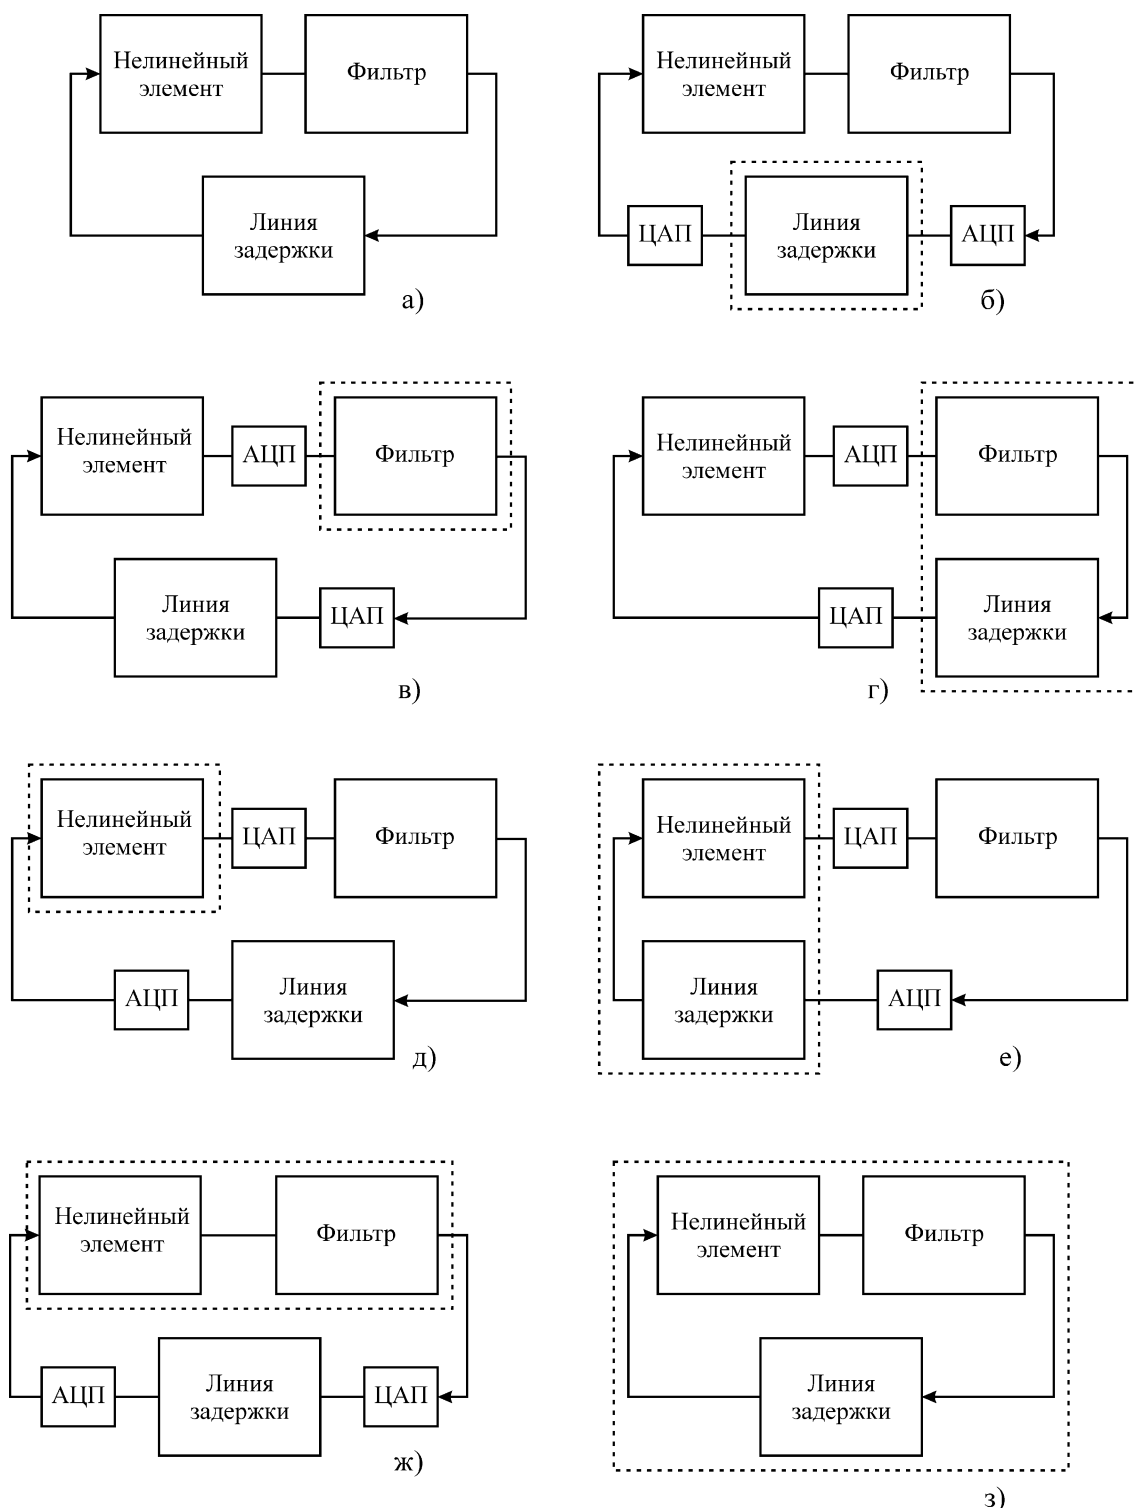 Нелинейный
элемент
Фильтр
Линия
задержки
а)
Нелинейный
элемент
Фильтр
ЦАП
Линия
задержки
АЦП
б)
Нелинейный
элемент
АЦП
Фильтр
Линия
задержки
ЦАП
в)
Нелинейный
элемент
АЦП
Фильтр
ЦАП
Линия
задержки
г)
Нелинейный
элемент
ЦАП
Фильтр
АЦП
Линия
задержки
д)
Нелинейный
элемент
ЦАП
Фильтр
Линия
задержки
АЦП
е)
Нелинейный
элемент
Фильтр
АЦП
Линия
задержки
ЦАП
ж)
Нелинейный
элемент
Фильтр
Линия
задержки
з)